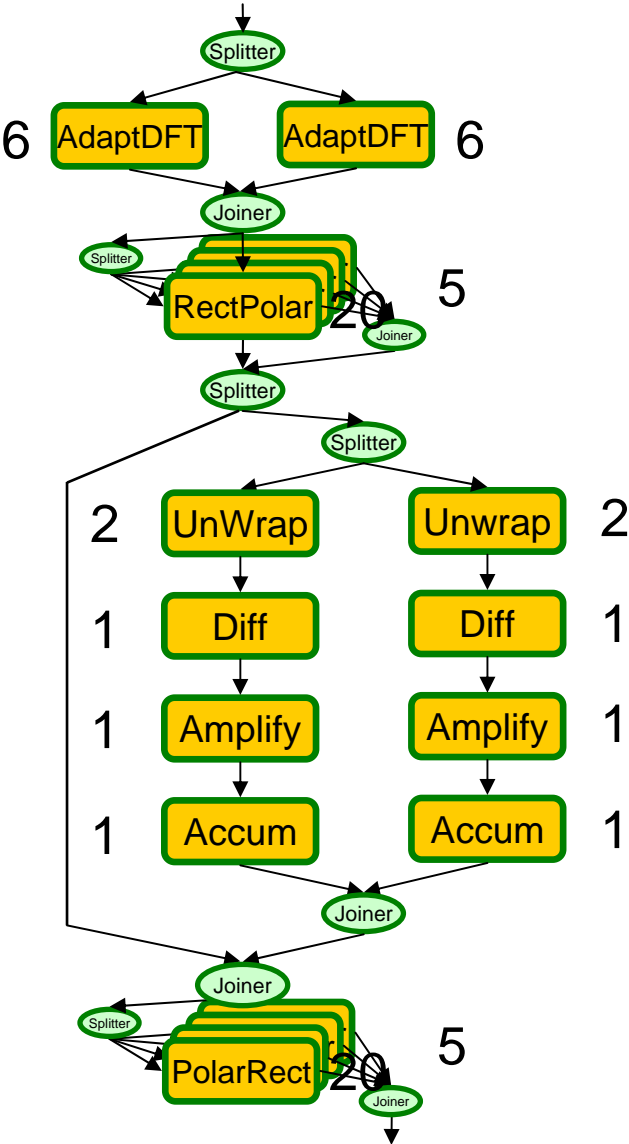 Splitter
6 AdaptDFT AdaptDFT 6
Joiner
Splitter
RectPolar 20 5
Joiner
Splitter
Splitter
2 UnWrap Unwrap 2
1 Diff Diff 1
1 Amplify Amplify 1
1 Accum Accum 1
Joiner
Joiner
Splitter
PolarRect 20 5
Joiner